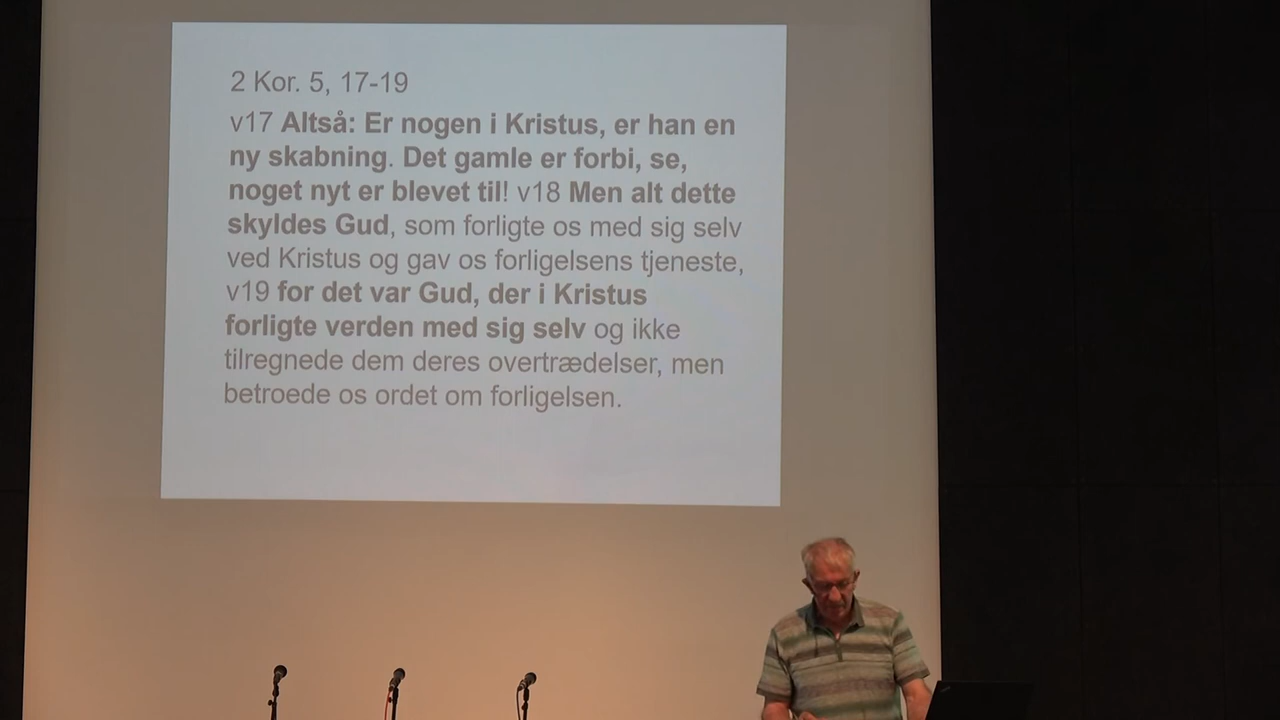 2 Kor. 5, 17-19
v17 Altså: Er nogen i Kristus, er han en
ny skabning. Det gamle er forbi, se,
noget nyt er blevet til! v18 Men alt dette
skyldes Gud, som forligte os med sig selv
ved Kristus og gav os forligelsens tjeneste,
v19 for det var Gud, der i Kristus
forligte verden med sig selv og ikke
tilregnede dem deres overtrædelser, men
betroede os ordet om forligelsen.